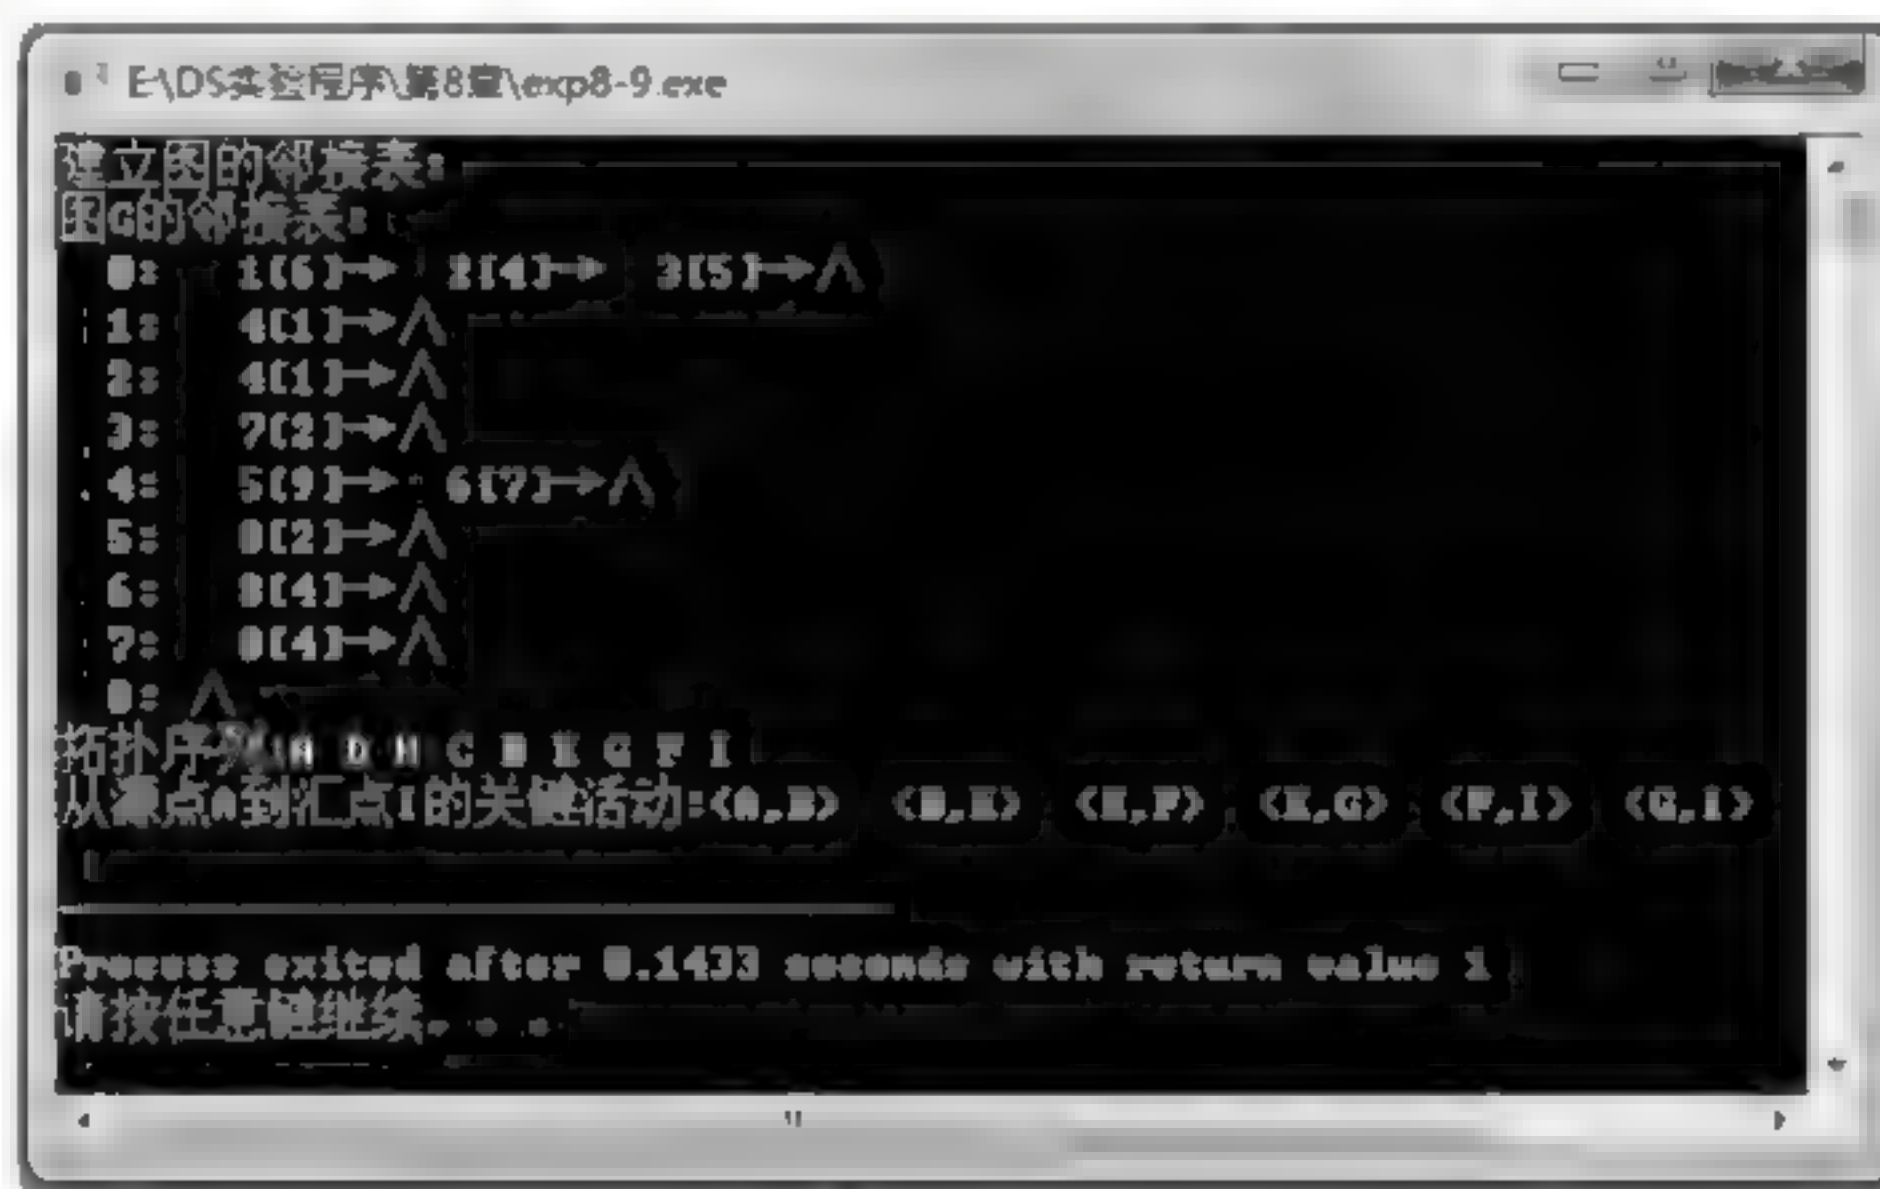 E:\DS实验程序\第8章\exp8-9.exe
建立图的邻接表:
图G的邻接表:
0: 1[6]→ 2[4]→ 3[5]→∧
1: 4[1]→∧
2: 4[1]→∧
3: 7[2]→∧
4: 5[9]→ 6[7]→∧
5: 8[2]→∧
6: 8[4]→∧
7: 8[4]→∧
8: ∧
拓扑序列:A D H C B E G F I
从源点A到汇点I的关键活动:<A,B> <B,E> <E,F> <E,G> <F,I> <G,I>
Process exited after 0.1433 seconds with return value 1
请按任意键继续. . .